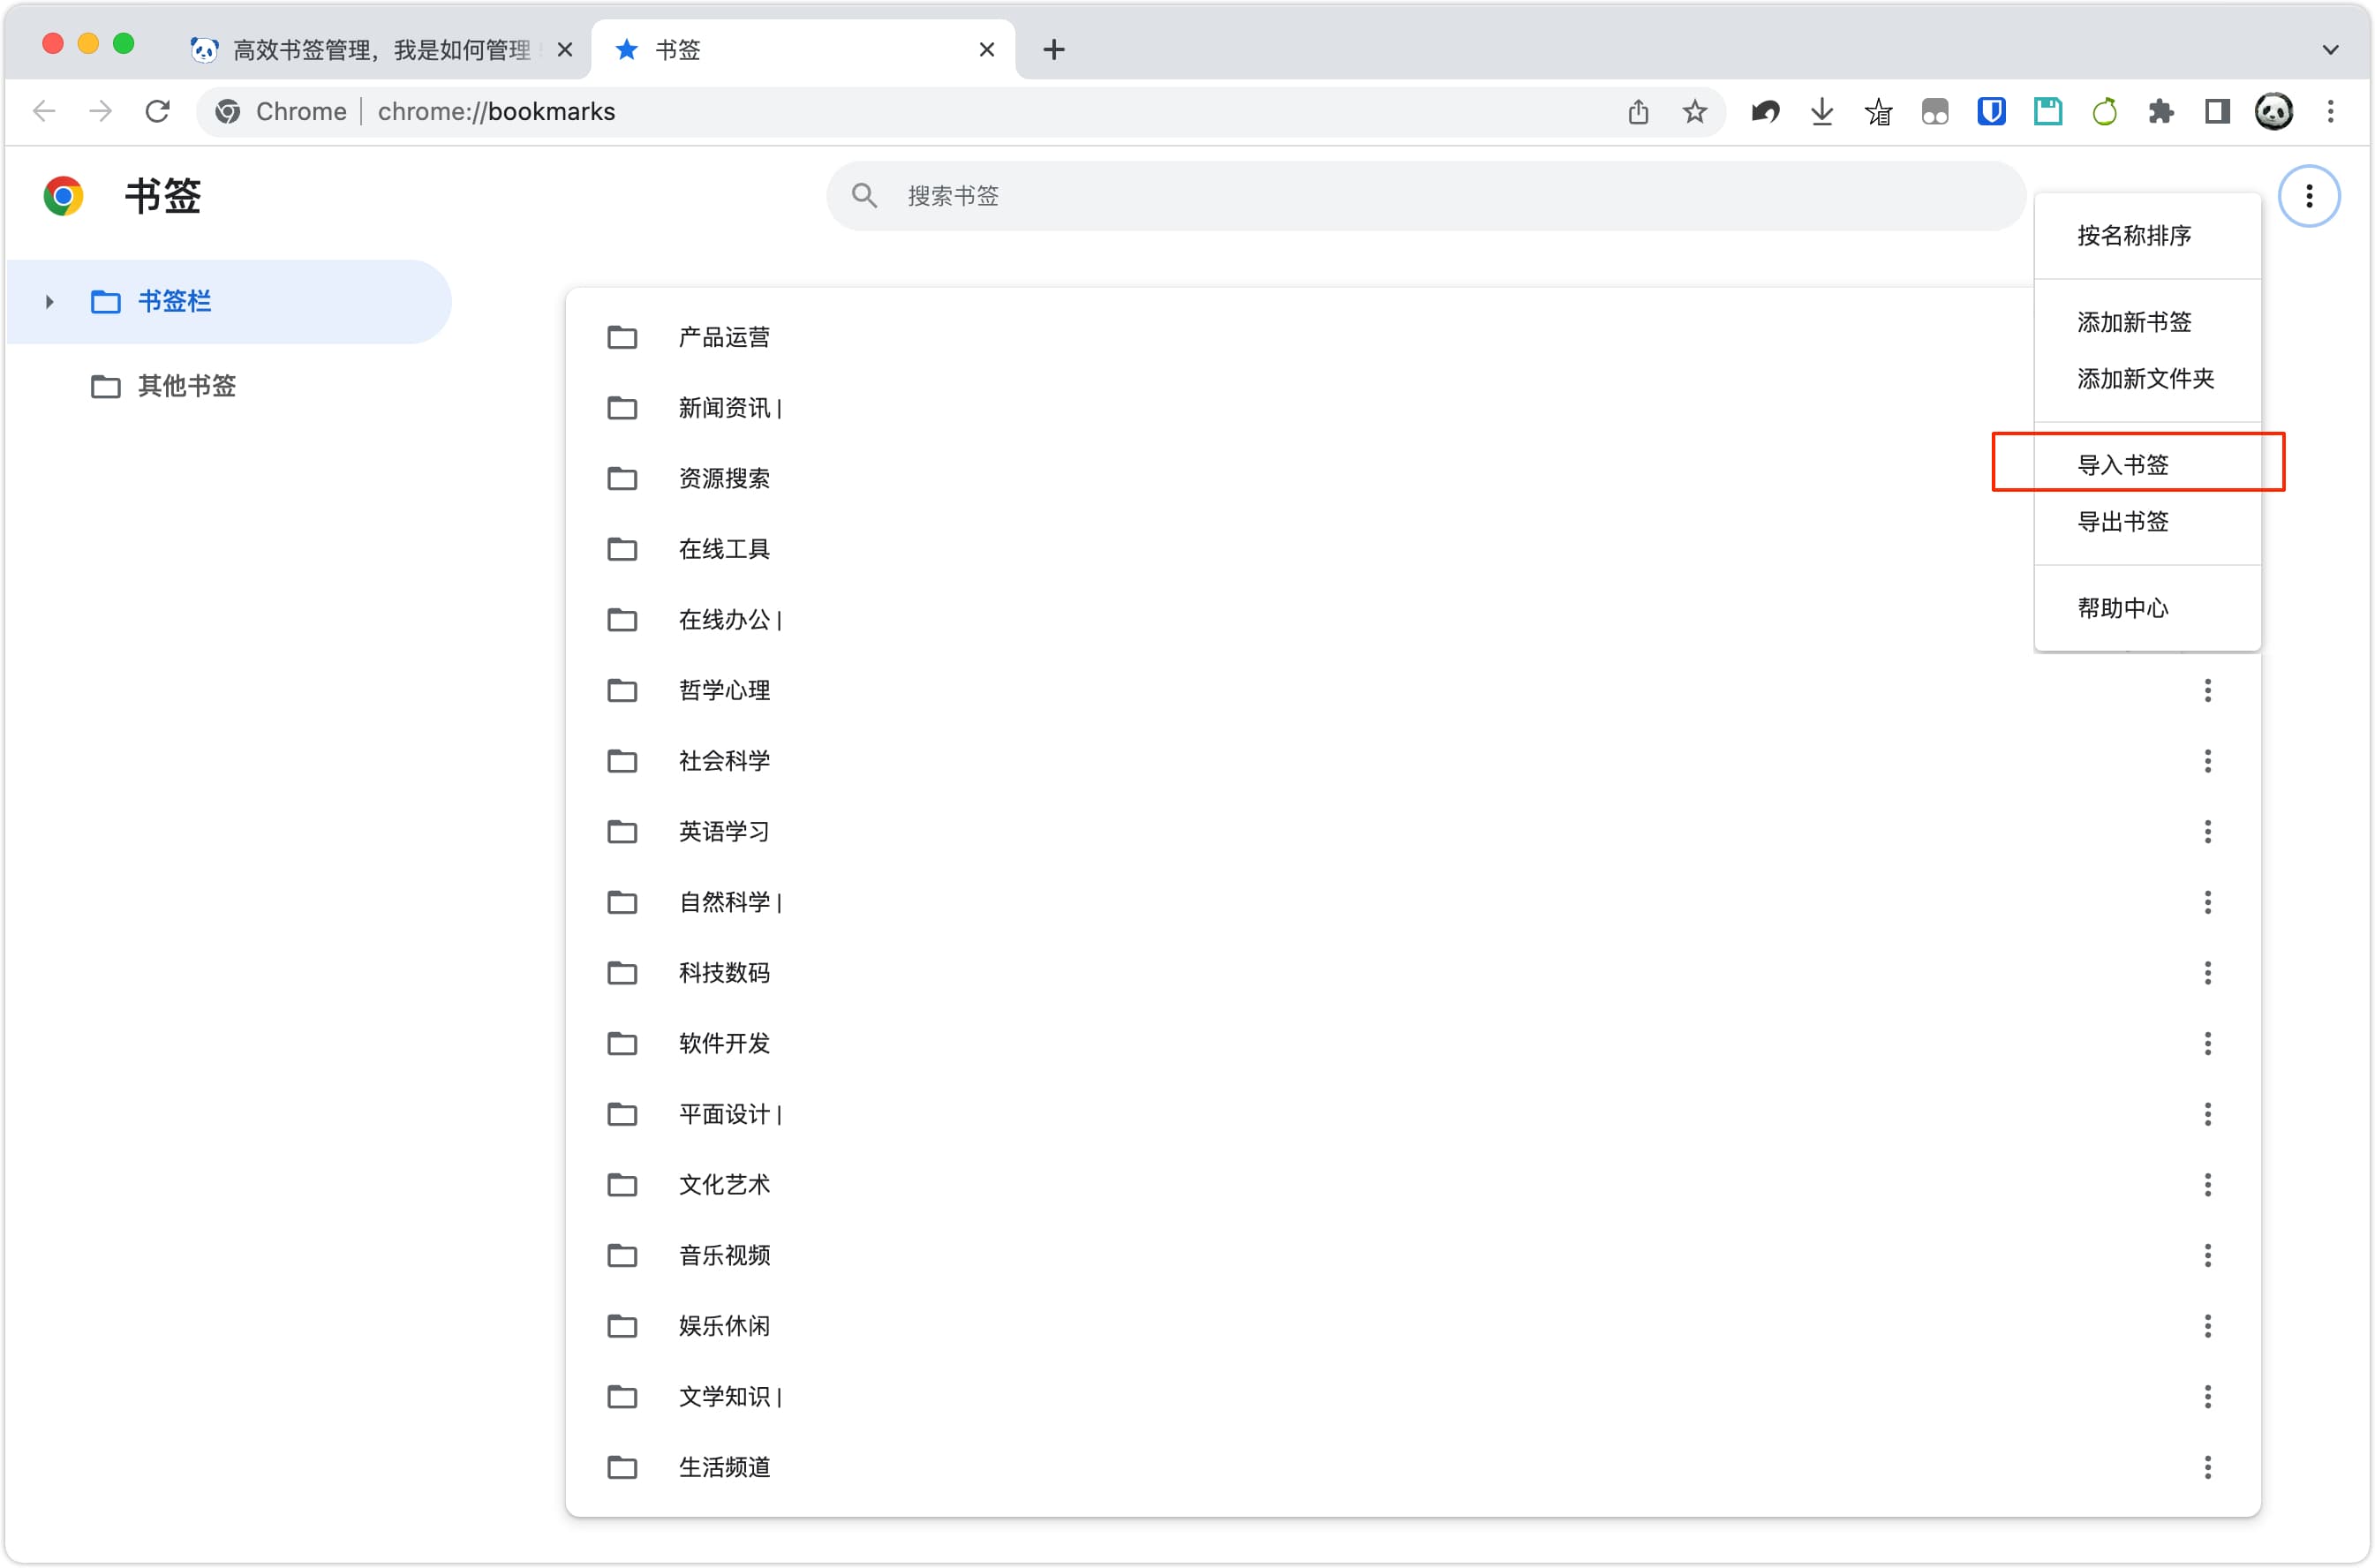 高效书签管理，我是如何管理
书签
Chrome | chrome://bookmarks
书签
搜索书签
书签栏
其他书签
产品运营
新闻资讯 |
资源搜索
在线工具
在线办公 |
哲学心理
社会科学
英语学习
自然科学 |
科技数码
软件开发
平面设计 |
文化艺术
音乐视频
娱乐休闲
文学知识 |
生活频道
按名称排序
添加新书签
添加新文件夹
导入书签
导出书签
帮助中心